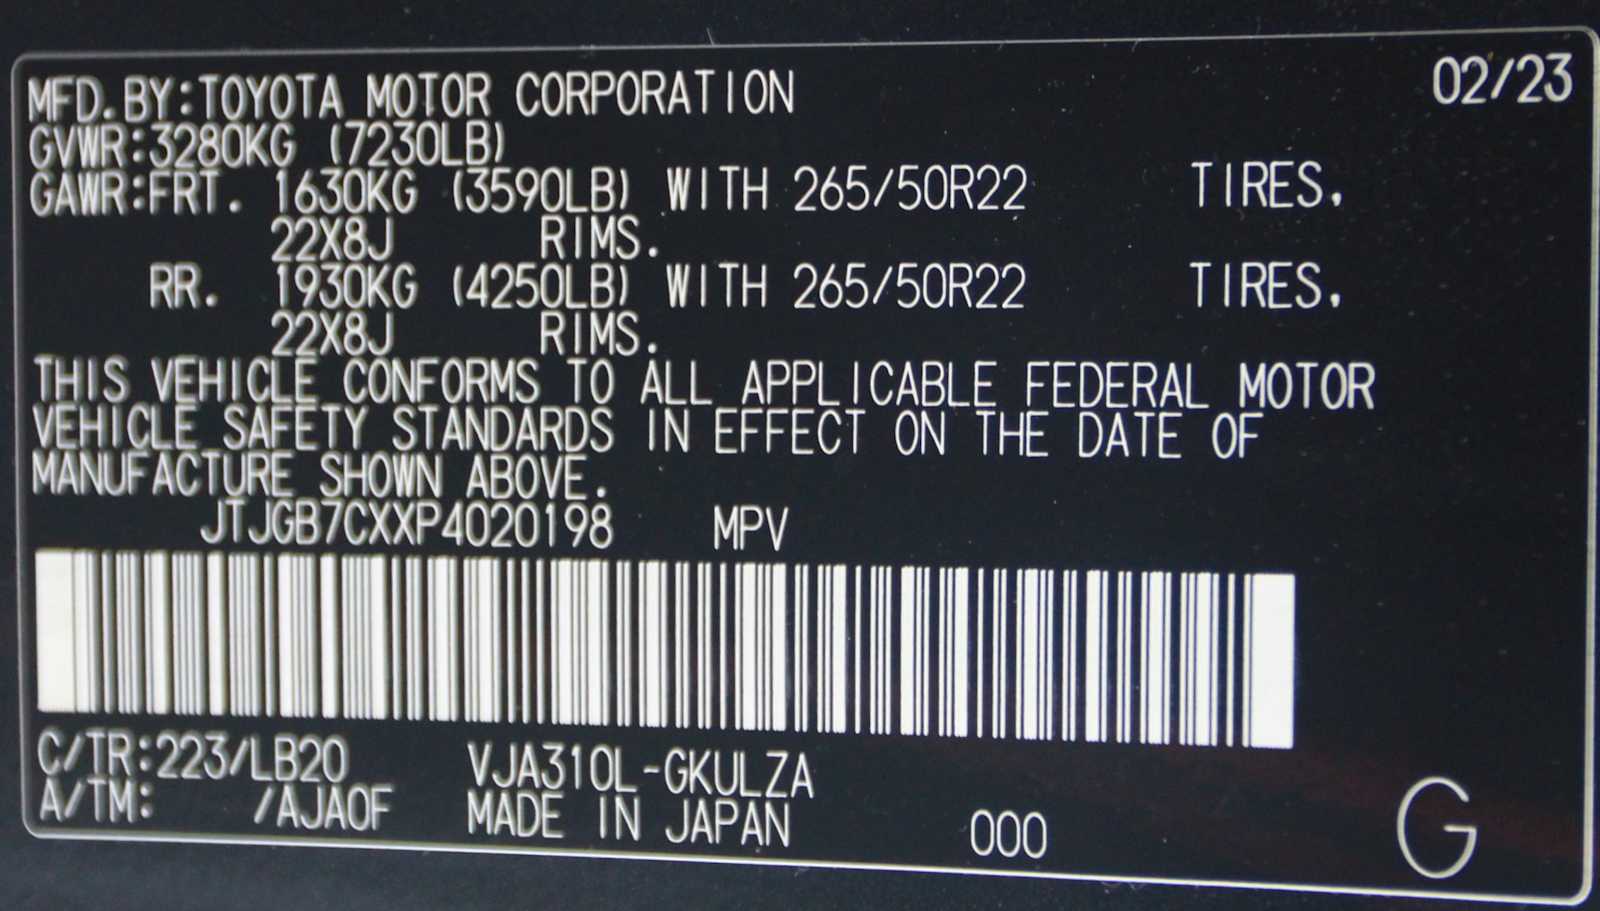 MFD.BY:TOYOTA MOTOR CORPORATION 02/23
GVWR:3280KG (7230LB)
GAWR:FRT. 1630KG (3590LB) WITH 265/50R22 TIRES,
22X8J RIMS.
RR. 1930KG (4250LB) WITH 265/50R22 TIRES,
22X8J RIMS.
THIS VEHICLE CONFORMS TO ALL APPLICABLE FEDERAL MOTOR
VEHICLE SAFETY STANDARDS IN EFFECT ON THE DATE OF
MANUFACTURE SHOWN ABOVE.
JTJGB7CXXP4020198 MPV
C/TR:223/LB20 VJA310L-GKULZA
A/TM: /AJA0F MADE IN JAPAN 000 G